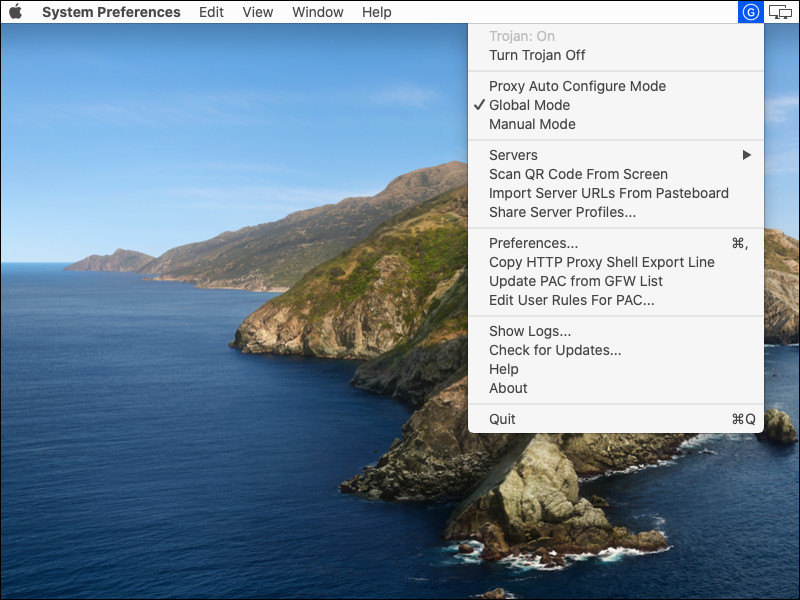 System Preferences Edit View Window Help G
Trojan: On
Turn Trojan Off
Proxy Auto Configure Mode
✓ Global Mode
Manual Mode
Servers ▶
Scan QR Code From Screen
Import Server URLs From Pasteboard
Share Server Profiles...
Preferences... ⌘,
Copy HTTP Proxy Shell Export Line
Update PAC from GFW List
Edit User Rules For PAC...
Show Logs...
Check for Updates...
Help
About
Quit ⌘Q